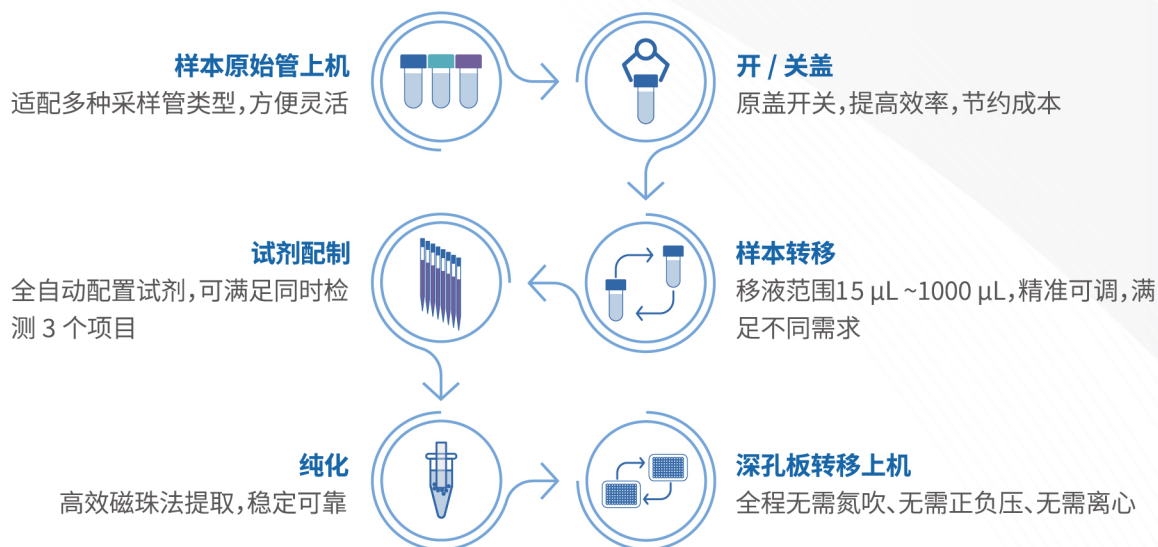 样本原始管上机
适配多种采样管类型，方便灵活
开 / 关盖
原盖开关，提高效率，节约成本
样本转移
移液范围15 μL ~1000 μL，精准可调，满
足不同需求
试剂配制
全自动配置试剂，可满足同时检
测 3 个项目
纯化
高效磁珠法提取，稳定可靠
深孔板转移上机
全程无需氮吹、无需正负压、无需离心